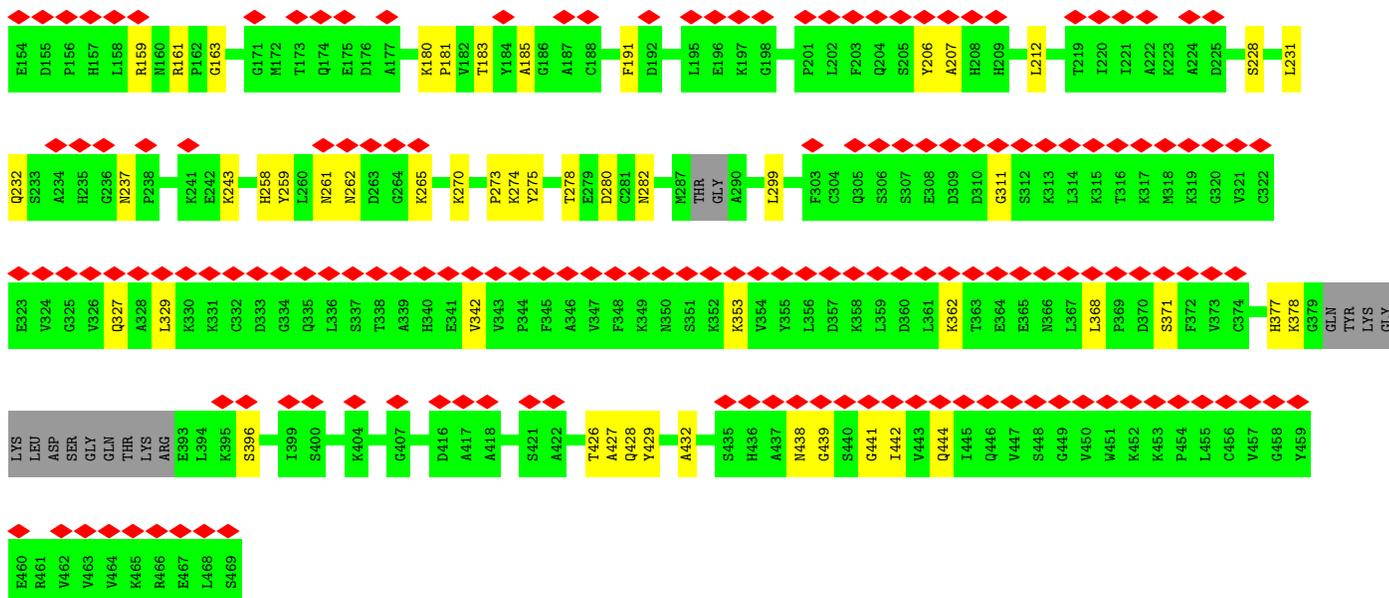 E154 D155 P156 H157 L158 R159 N160 R161 P162 G163 G171 M172 T173 Q174 E175 D176 A177 K180 P181 V182 T183 Y184 A185 G186 A187 C188 F191 D192 L195 E196 K197 G198 P201 L202 F203 Q204 S205 Y206 A207 H208 H209 L212 T219 I220 I221 A222 K223 A224 D225 S228 L231
Q232 S233 A234 H235 G236 N237 P238 K241 E242 K243 H258 Y259 L260 N261 N262 D263 G264 K265 K270 P273 K274 Y275 T278 E279 D280 C281 N282 M287 THR GLY A290 L299 F303 C304 Q305 S306 S307 E308 D309 D310 G311 S312 K313 L314 K315 T316 K317 M318 K319 G320 V321 C322
E323 V324 G325 V326 Q327 A328 L329 K330 K331 C332 D333 G334 Q335 L336 S337 T338 A339 H340 E341 V342 V343 P344 F345 A346 V347 F348 K349 N350 S351 K352 K353 V354 Y355 L356 D357 K358 L359 D360 L361 K362 T363 E364 E365 N366 L367 L368 P369 D370 S371 F372 V373 C374 H377 K378 G379 GLN TYR LYS GLY
LYS LEU ASP SER GLY GLN THR LYS ARG E393 L394 K395 S396 I399 S400 K404 G407 D416 A417 A418 S421 A422 T426 A427 Q428 Y429 A432 S435 H436 A437 N438 G439 S440 G441 I442 V443 Q444 I445 Q446 V447 S448 G449 V450 W451 K452 K453 P454 L455 C456 V457 G458 Y459
E460 R461 V462 V463 V464 K465 R466 E467 L468 S469